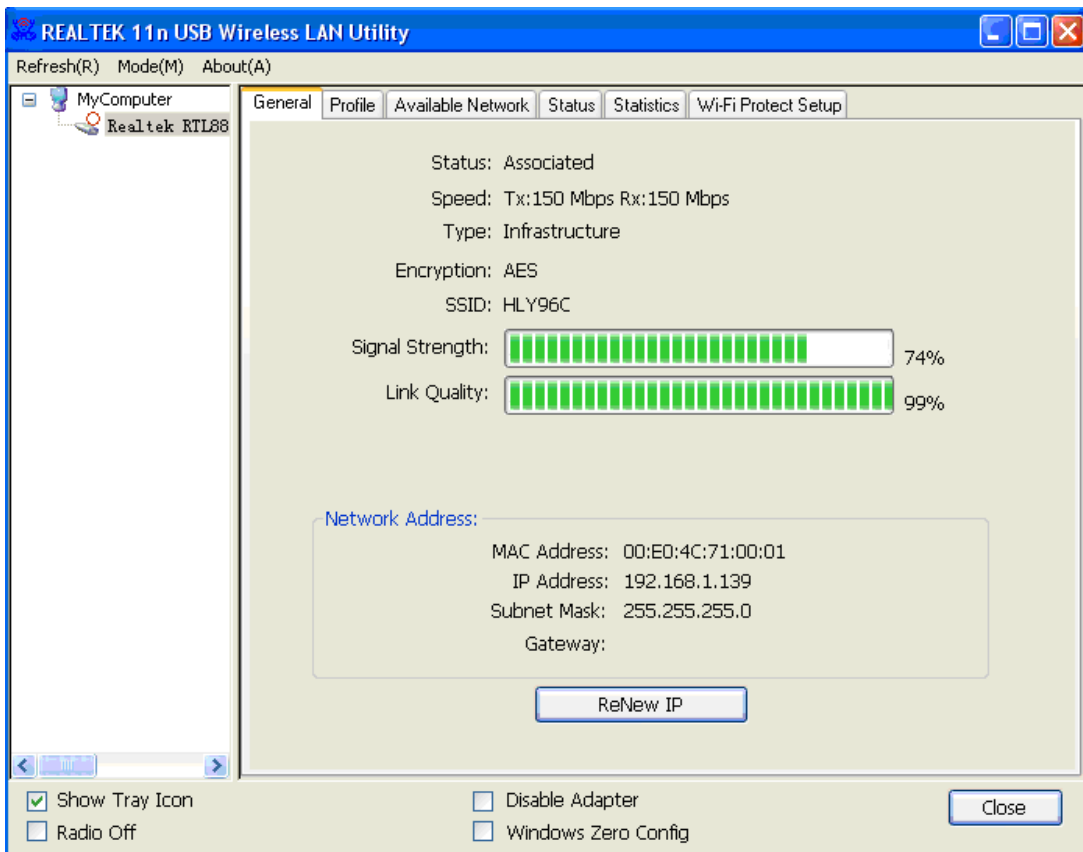 REALTEK 11n USB Wireless LAN Utility
Refresh(R) Mode(M) About(A)
MyComputer
Realtek RTL88
General Profile Available Network Status Statistics Wi-Fi Protect Setup
Status: Associated
Speed: Tx:150 Mbps Rx:150 Mbps
Type: Infrastructure
Encryption: AES
SSID: HLY96C
Signal Strength: 74%
Link Quality: 99%
Network Address:
MAC Address: 00:E0:4C:71:00:01
IP Address: 192.168.1.139
Subnet Mask: 255.255.255.0
Gateway:
ReNew IP
Show Tray Icon Disable Adapter Close
Radio Off Windows Zero Config